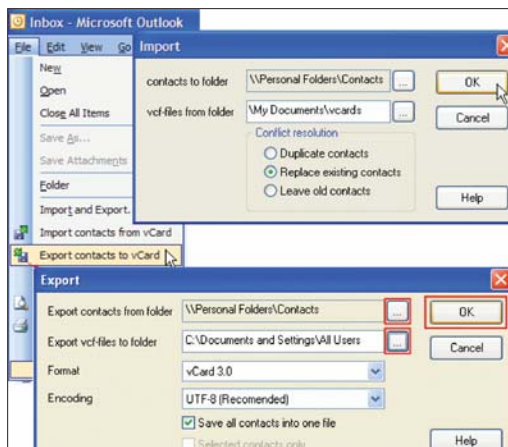 Inbox - Microsoft Outlook
File Edit View Go
New
Open
Close All Items
Save As...
Save Attachments
Folder
Import and Export.
Import contacts from vCard
Export contacts to vCard
Import
contacts to folder \\Personal Folders\Contacts ... OK
vcf-files from folder \My Documents\vcards ... Cancel
Conflict resolution
Duplicate contacts
Replace existing contacts
Leave old contacts
Help
Export
Export contacts from folder \\Personal Folders\Contacts ... OK
Export vcf-files to folder C:\Documents and Settings\All Users ... Cancel
Format vCard 3.0
Encoding UTF-8 (Recomended)
Save all contacts into one file
Selected contacts only Help